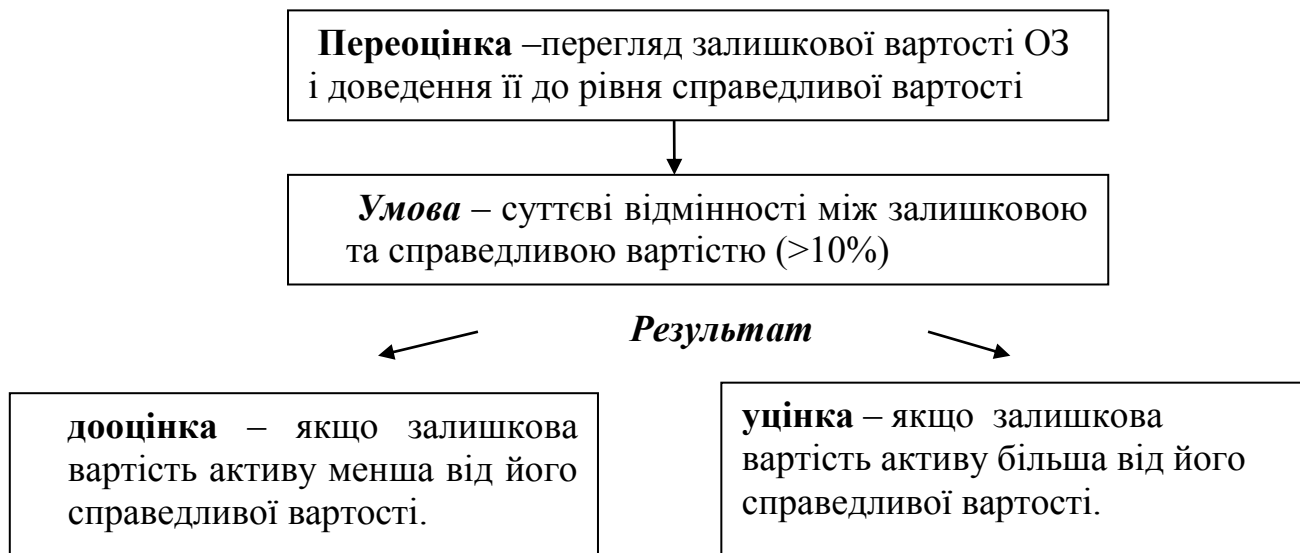 Переоцінка –перегляд залишкової вартості ОЗ
і доведення її до рівня справедливої вартості
Умова – суттєві відмінності між залишковою
та справедливою вартістю (>10%)
Результат
дооцінка – якщо залишкова
вартість активу менша від його
справедливої вартості.
уцінка – якщо залишкова
вартість активу більша від його
справедливої вартості.